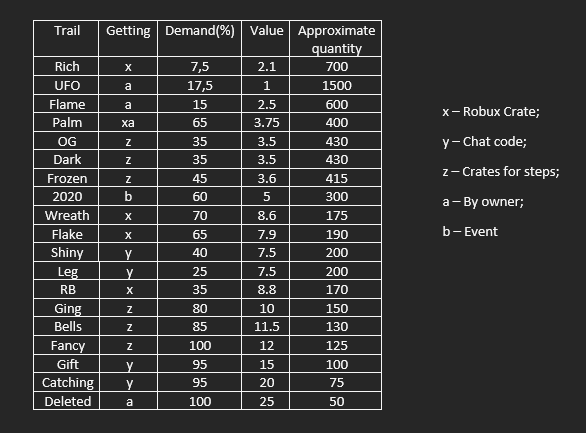 Trail Getting Demand(%) Value Approximate
quantity
Rich x 7,5 2.1 700
UFO a 17,5 1 1500
Flame a 15 2.5 600
Palm xa 65 3.75 400
OG z 35 3.5 430
Dark z 35 3.5 430
Frozen z 45 3.6 415
2020 b 60 5 300
Wreath x 70 8.6 175
Flake x 65 7.9 190
Shiny y 40 7.5 200
Leg y 25 7.5 200
RB x 35 8.8 170
Ging z 80 10 150
Bells z 85 11.5 130
Fancy z 100 12 125
Gift y 95 15 100
Catching y 95 20 75
Deleted a 100 25 50
x – Robux Crate;
y – Chat code;
z – Crates for steps;
a – By owner;
b – Event